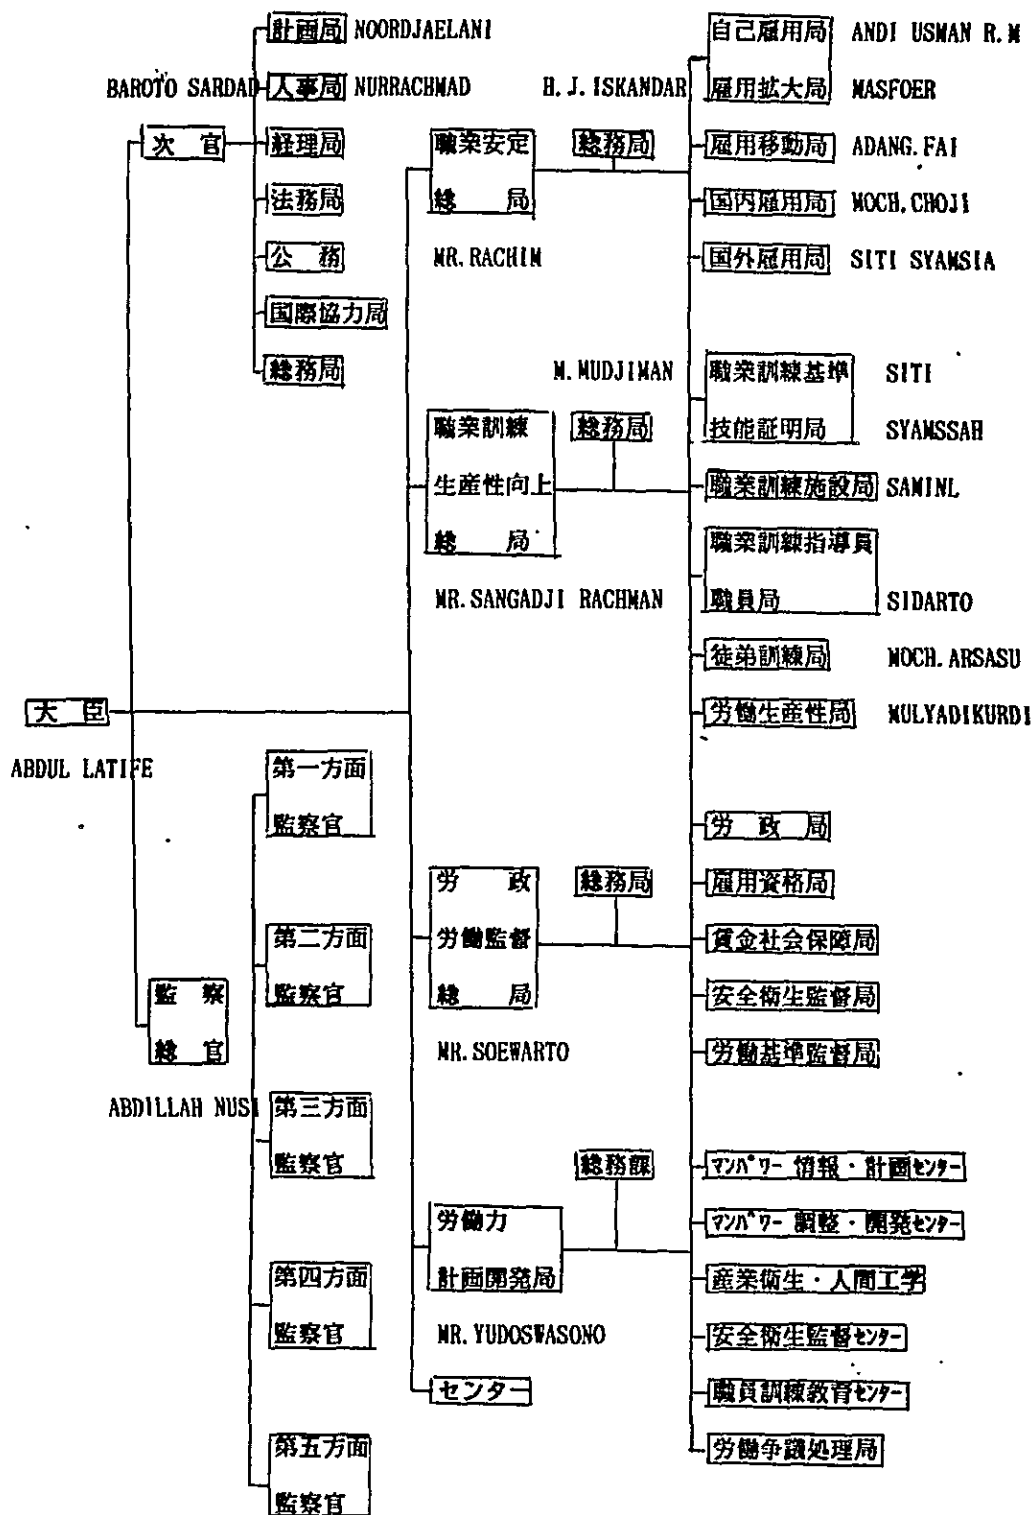 計画局 NOORDJAELANI
BAROTO SARDAD
人事局 NURRACHMAD
次　官
経理局
法務局
公　務
国際協力局
総務局
大　臣
ABDUL LATIFE
第一方面
監察官
第二方面
監察官
監　察
総　官
ABDILLAH NUSI
第三方面
監察官
第四方面
監察官
第五方面
監察官
職業安定
総　　局
MR. RACHIM
H. J. ISKANDAR
総務局
職業訓練
生産性向上
総　　局
MR. SANGADJI RACHMAN
M. MUDJIMAN
総務局
労　　政
労働監督
総　　局
MR. SOEWARTO
総務局
労働力
計画開発局
MR. YUDOSWASONO
総務課
センター
自己雇用局 ANDI USMAN R. M
雇用拡大局 MASFOER
雇用移動局 ADANG. FAI
国内雇用局 MOCH. CHOJI
国外雇用局 SITI SYAMSIA
職業訓練基準 SITI
技能証明局 SYAMSSAH
職業訓練施設局 SAMINL
職業訓練指導員
職員局 SIDARTO
徒弟訓練局 MOCH. ARSASU
労働生産性局 MULYADIKURDI
労　政　局
雇用資格局
賃金社会保障局
安全衛生監督局
労働基準監督局
マンパワー 情報・計画センター
マンパワー 調整・開発センター
産業衛生・人間工学
安全衛生監督センター
職員訓練教育センター
労働争議処理局